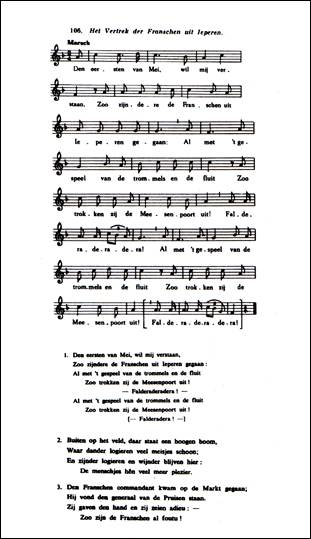 106. Het Vertrek der Franschen uit Ieperen.
Marsch
Den eer. sten van Mei, wil mij ver.
staan. Zoo zijn. de. re de Fran. schen uit
Ie. pe. ren ge. gaan: Al met 't ge.
speel van de trom. mels en de fluit Zoo
trok. ken zij de Mee. sen. poort uit! Fal. de.
ra. de. ra. de. ra! Al met 't ge. speel van de
trom. mels en de fluit Zoo trok. ken zij de
Mee. sen. poort uit! [Fal. de. ra. de. ra. de. ra!]
1. Den eersten van Mei, wil mij verstaan,
Zoo zijndere de Franschen uit Ieperen gegaan:
Al met 't gespeel van de trommels en de fluit
Zoo trokken zij de Meesenpoort uit!
— Falderaderadera! —
Al met 't gespeel van de trommels en de fluit
Zoo trokken zij de Meesenpoort uit!
[— Falderaderadera!]
2. Buiten op het veld, daar staat een hoogen boom,
Waar dander logieren veel meisjes schoon;
En zijnder logieren en wijnder blijven hier:
De menschjes hên veel meer plezier.
3. Den Franschen commandant kwam op de Markt gegaan;
Hij vond den generaal van de Pruisen staan.
Zij gaven den hand en zij zeien adieu: —
Zoo zijn de Franschen al foutu!